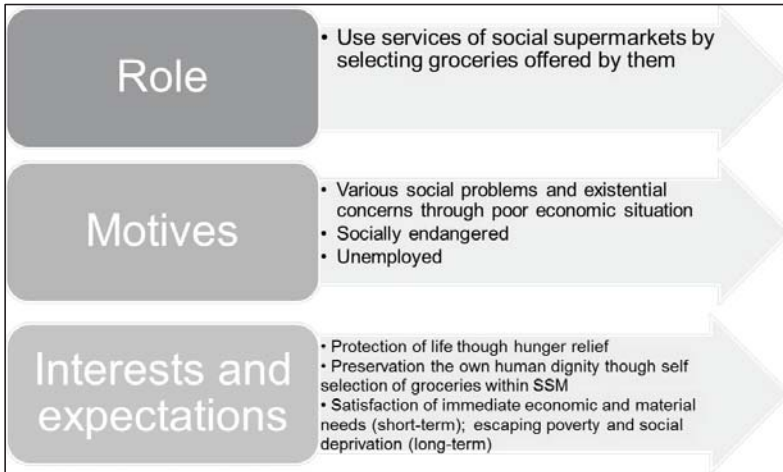 Role
• Use services of social supermarkets by
selecting groceries offered by them
Motives
• Various social problems and existential
concerns through poor economic situation
• Socially endangered
• Unemployed
Interests and
expectations
• Protection of life though hunger relief
• Preservation the own human dignity though self
selection of groceries within SSM
• Satisfaction of immediate economic and material
needs (short-term); escaping poverty and social
deprivation (long-term)